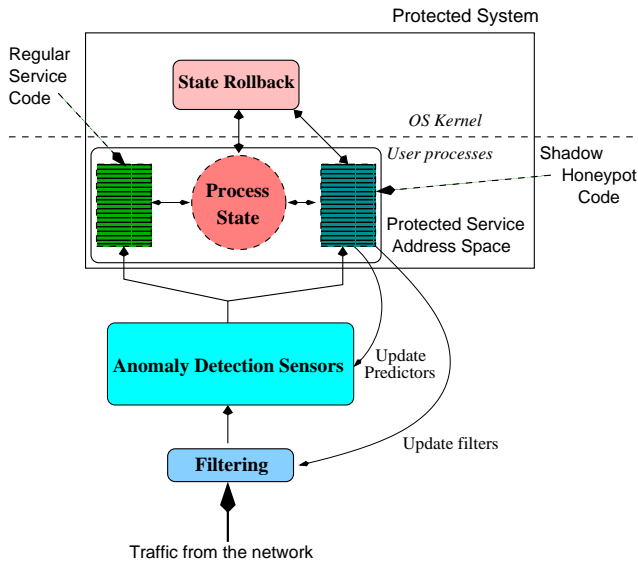 Protected System
Regular
Service
Code
State Rollback
OS Kernel
User processes
Shadow
Honeypot
Code
Process
State
Protected Service
Address Space
Anomaly Detection Sensors
Update
Predictors
Update filters
Filtering
Traffic from the network